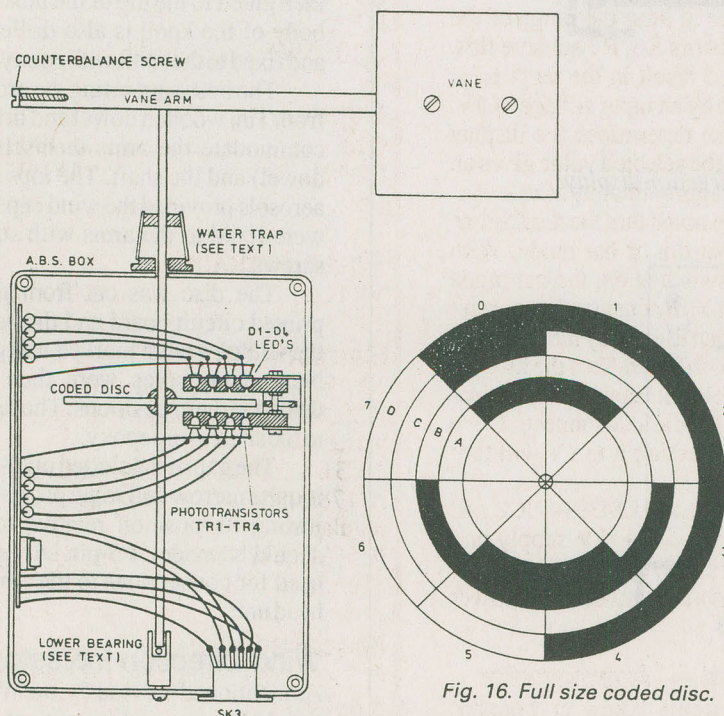 COUNTERBALANCE SCREW
VANE ARM
VANE
WATER TRAP
(SEE TEXT)
A.B.S. BOX
D1-D4
LED'S
CODED DISC
PHOTOTRANSISTORS
TR1-TR4
LOWER BEARING
(SEE TEXT)
SK3
0
1
7
D C B A
3
6
5
4
Fig. 16. Full size coded disc.